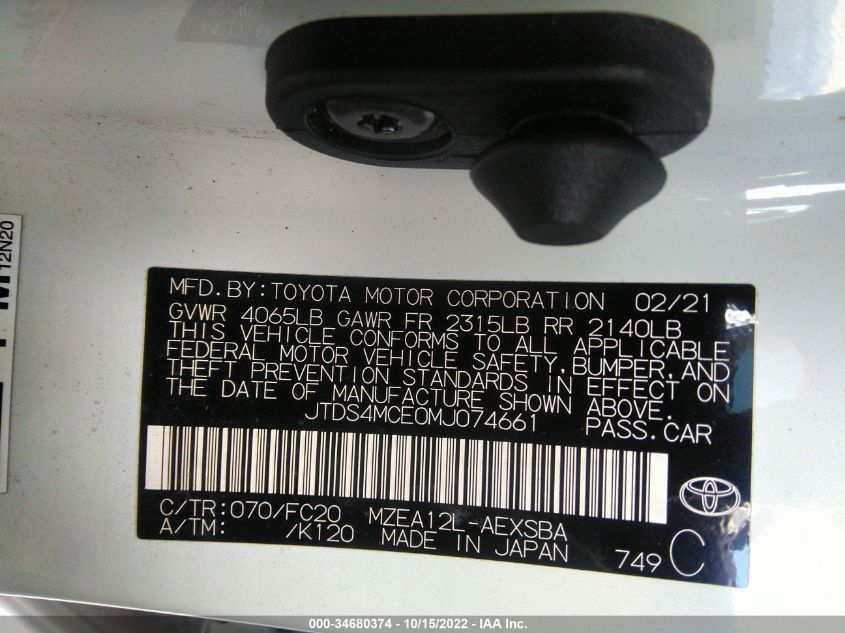 12N20
MFD.BY:TOYOTA MOTOR CORPORATION 02/21
GVWR 4065LB GAWR FR 2315LB RR 2140LB
THIS VEHICLE CONFORMS TO ALL APPLICABLE
FEDERAL MOTOR VEHICLE SAFETY,BUMPER,AND
THEFT PREVENTION STANDARDS IN EFFECT ON
THE DATE OF MANUFACTURE SHOWN ABOVE.
JTDS4MCE0MJ074661 PASS.CAR
C/TR:070/FC20 MZEA12L-AEXSBA
A/TM: /K120 MADE IN JAPAN 749 C
000-34680374 - 10/15/2022 - IAA Inc.